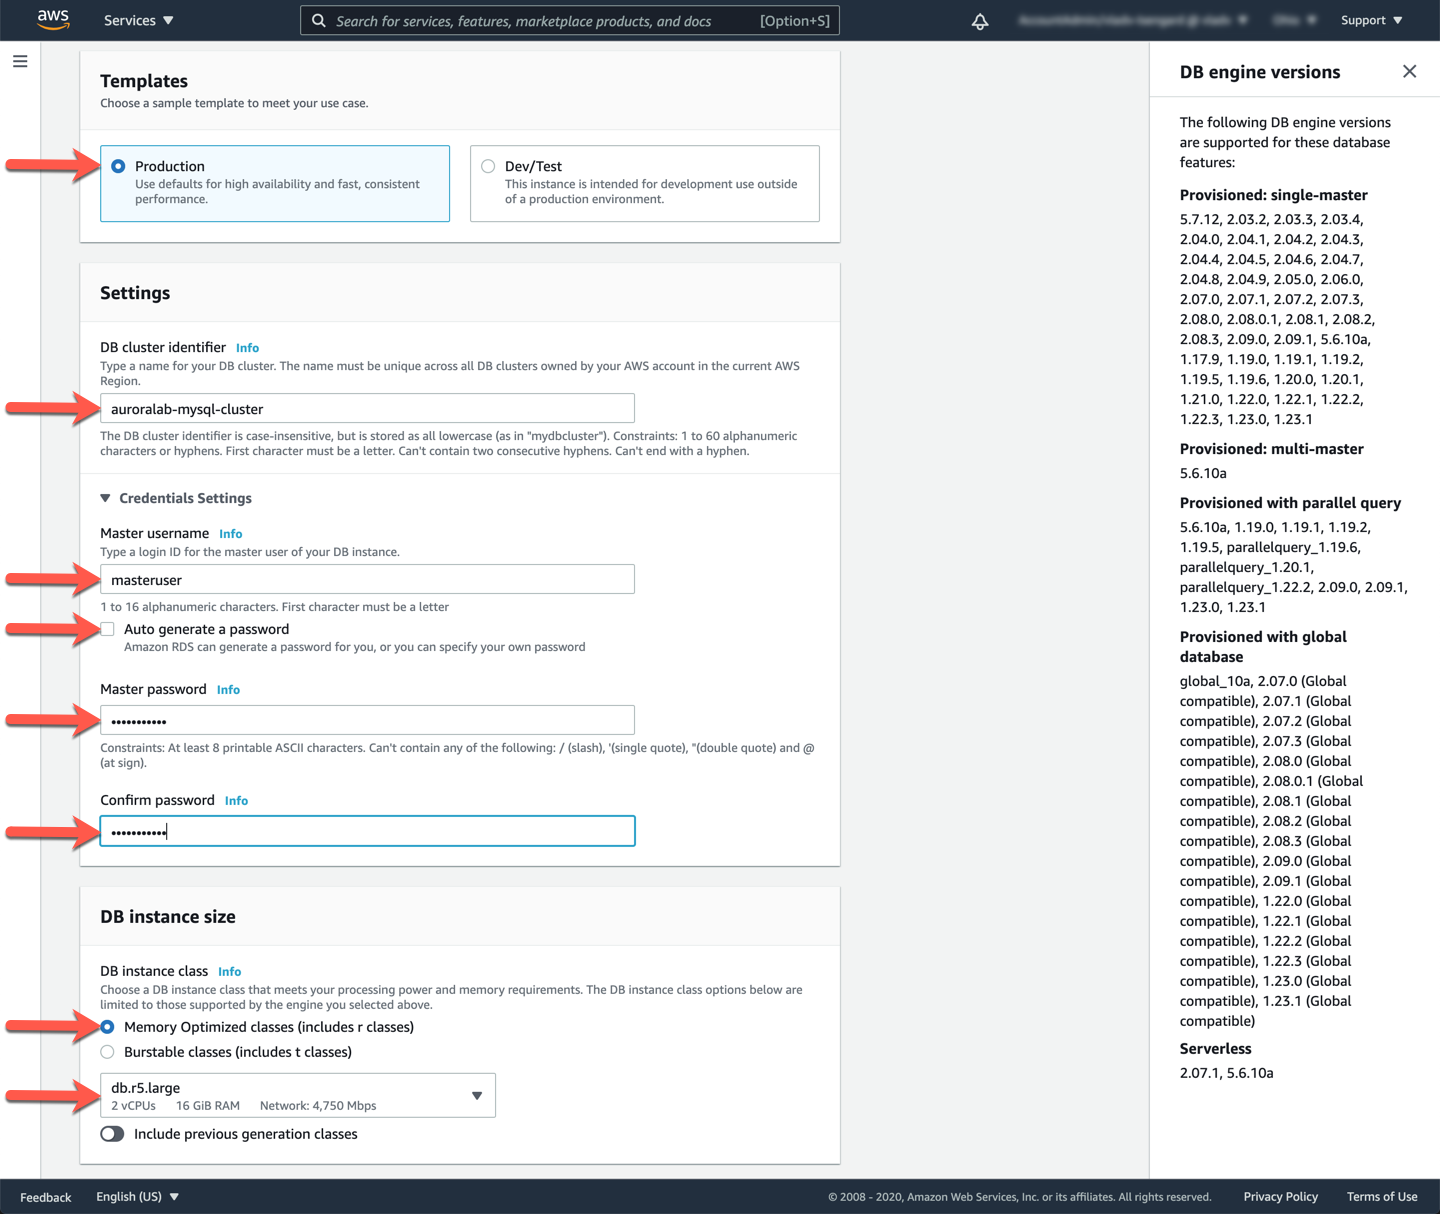 aws
Services
Search for services, features, marketplace products, and docs
[Option+S]
Support
Templates
Choose a sample template to meet your use case.
Production
Use defaults for high availability and fast, consistent
performance.
Dev/Test
This instance is intended for development use outside
of a production environment.
Settings
DB cluster identifier Info
Type a name for your DB cluster. The name must be unique across all DB clusters owned by your AWS account in the current AWS
Region.
auroralab-mysql-cluster
The DB cluster identifier is case-insensitive, but is stored as all lowercase (as in "mydbcluster"). Constraints: 1 to 60 alphanumeric
characters or hyphens. First character must be a letter. Can't contain two consecutive hyphens. Can't end with a hyphen.
Credentials Settings
Master username Info
Type a login ID for the master user of your DB instance.
masteruser
1 to 16 alphanumeric characters. First character must be a letter
Auto generate a password
Amazon RDS can generate a password for you, or you can specify your own password
Master password Info
•••••••••••
Constraints: At least 8 printable ASCII characters. Can't contain any of the following: / (slash), '(single quote), "(double quote) and @
(at sign).
Confirm password Info
•••••••••••
DB instance size
DB instance class Info
Choose a DB instance class that meets your processing power and memory requirements. The DB instance class options below are
limited to those supported by the engine you selected above.
Memory Optimized classes (includes r classes)
Burstable classes (includes t classes)
db.r5.large
2 vCPUs 16 GiB RAM Network: 4,750 Mbps
Include previous generation classes
DB engine versions
The following DB engine versions
are supported for these database
features:
Provisioned: single-master
5.7.12, 2.03.2, 2.03.3, 2.03.4,
2.04.0, 2.04.1, 2.04.2, 2.04.3,
2.04.4, 2.04.5, 2.04.6, 2.04.7,
2.04.8, 2.04.9, 2.05.0, 2.06.0,
2.07.0, 2.07.1, 2.07.2, 2.07.3,
2.08.0, 2.08.0.1, 2.08.1, 2.08.2,
2.08.3, 2.09.0, 2.09.1, 5.6.10a,
1.17.9, 1.19.0, 1.19.1, 1.19.2,
1.19.5, 1.19.6, 1.20.0, 1.20.1,
1.21.0, 1.22.0, 1.22.1, 1.22.2,
1.22.3, 1.23.0, 1.23.1
Provisioned: multi-master
5.6.10a
Provisioned with parallel query
5.6.10a, 1.19.0, 1.19.1, 1.19.2,
1.19.5, parallelquery_1.19.6,
parallelquery_1.20.1,
parallelquery_1.22.2, 2.09.0, 2.09.1,
1.23.0, 1.23.1
Provisioned with global
database
global_10a, 2.07.0 (Global
compatible), 2.07.1 (Global
compatible), 2.07.2 (Global
compatible), 2.07.3 (Global
compatible), 2.08.0 (Global
compatible), 2.08.0.1 (Global
compatible), 2.08.1 (Global
compatible), 2.08.2 (Global
compatible), 2.08.3 (Global
compatible), 2.09.0 (Global
compatible), 2.09.1 (Global
compatible), 1.22.0 (Global
compatible), 1.22.1 (Global
compatible), 1.22.2 (Global
compatible), 1.22.3 (Global
compatible), 1.23.0 (Global
compatible), 1.23.1 (Global
compatible)
Serverless
2.07.1, 5.6.10a
Feedback
English (US)
© 2008 - 2020, Amazon Web Services, Inc. or its affiliates. All rights reserved.
Privacy Policy
Terms of Use